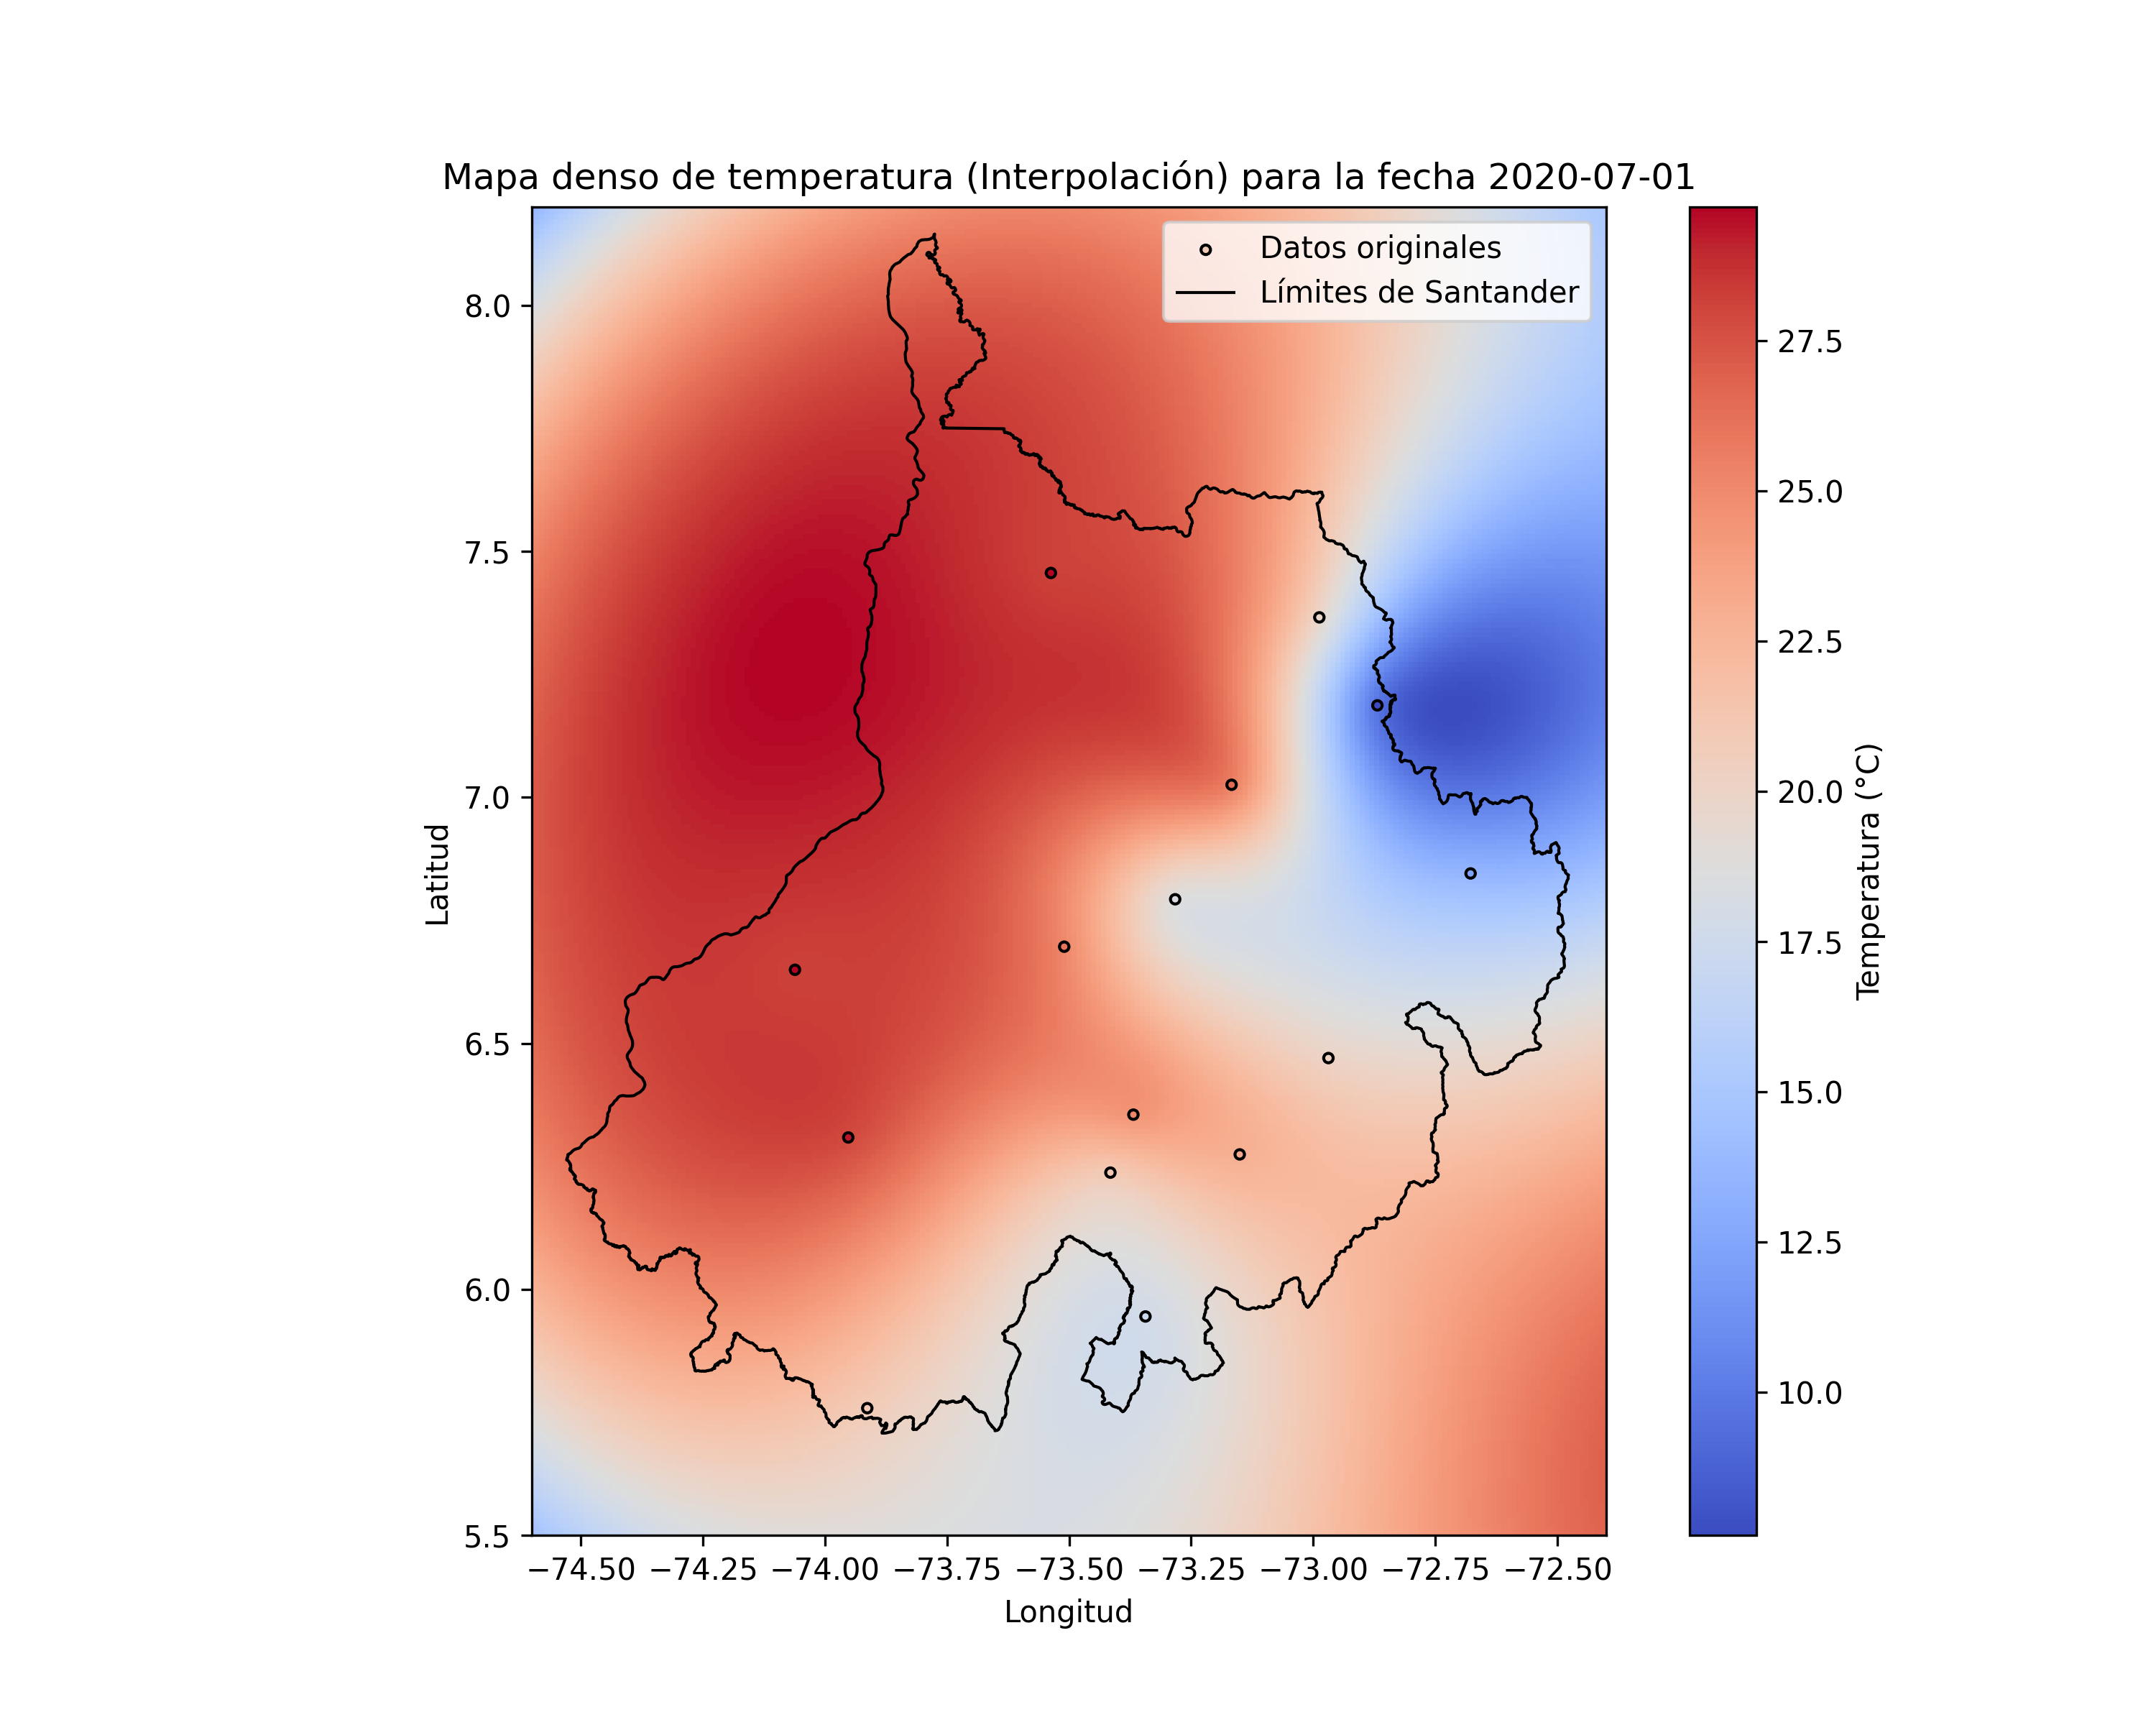 Mapa denso de temperatura (Interpolación) para la fecha 2020-07-01
Datos originales
Límites de Santander
8.0
7.5
7.0
6.5
6.0
5.5
Latitud
−74.50 −74.25 −74.00 −73.75 −73.50 −73.25 −73.00 −72.75 −72.50
Longitud
27.5
25.0
22.5
20.0
17.5
15.0
12.5
10.0
Temperatura (°C)